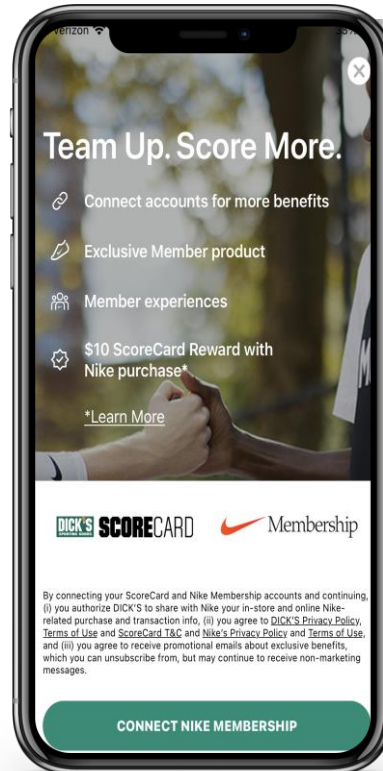 verizon
Team Up. Score More.
Connect accounts for more benefits
Exclusive Member product
Member experiences
$10 ScoreCard Reward with
Nike purchase*
*Learn More
DICK'S SPORTING GOODS SCORECARD Membership
By connecting your ScoreCard and Nike Membership accounts and continuing,
(i) you authorize DICK'S to share with Nike your in-store and online Nike-
related purchase and transaction info, (ii) you agree to DICK'S Privacy Policy,
Terms of Use and ScoreCard T&C and Nike's Privacy Policy and Terms of Use,
and (iii) you agree to receive promotional emails about exclusive benefits,
which you can unsubscribe from, but may continue to receive non-marketing
messages.
CONNECT NIKE MEMBERSHIP